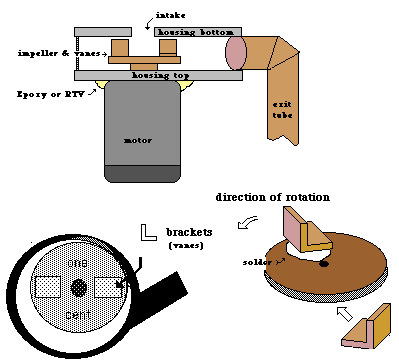 intake
housing bottom
impeller & vanes
housing top
Epoxy or RTV
exit
tube
motor
direction of rotation
brackets
(vanes)
solder
one
cent